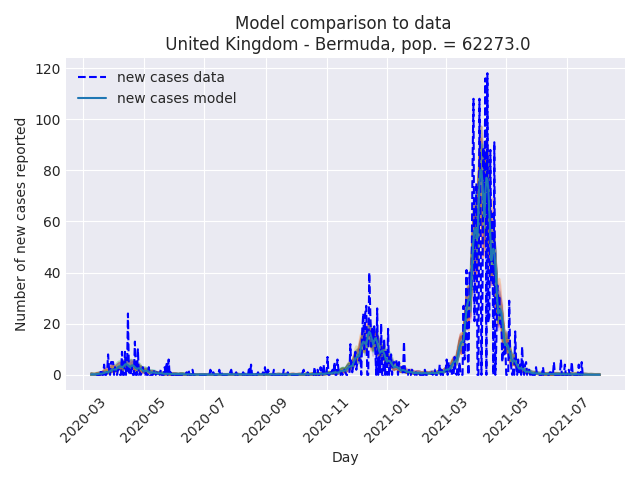 Model comparison to data
United Kingdom - Bermuda, pop. = 62273.0
new cases data
new cases model
Number of new cases reported
120
100
80
60
40
20
0
2020-03
2020-05
2020-07
2020-09
2020-11
2021-01
2021-03
2021-05
2021-07
Day